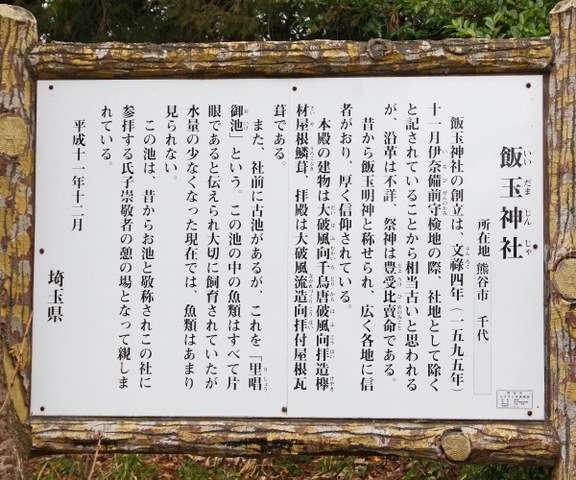 飯玉神社
所在地 熊谷市 千代
飯玉神社の創立は、文祿四年（一五九五年）
十一月伊奈備前守検地の際、社地として除く
と記されていることから相当古いと思われる
が、沿革は不詳、祭神は豊受比賣命である。
昔から飯玉明神と称せられ、広く各地に信
者がおり、厚く信仰されている。
本殿の建物は大破風向千鳥唐破風向拝造欅
材屋根鱗葺、拝殿は大破風流造向拝付屋根瓦
葺である。
また、社前に古池があるが、これを「里唱
御池」という。この池の中の魚類はすべて片
眼であると伝えられ大切に飼育されていたが
水量の少なくなった現在では、魚類はあまり
見られない。
この池は、昔からお池と敬称されこの社に
参拝する氏子崇敬者の憩の場となって親しま
れている。
平成十一年十二月
埼玉県